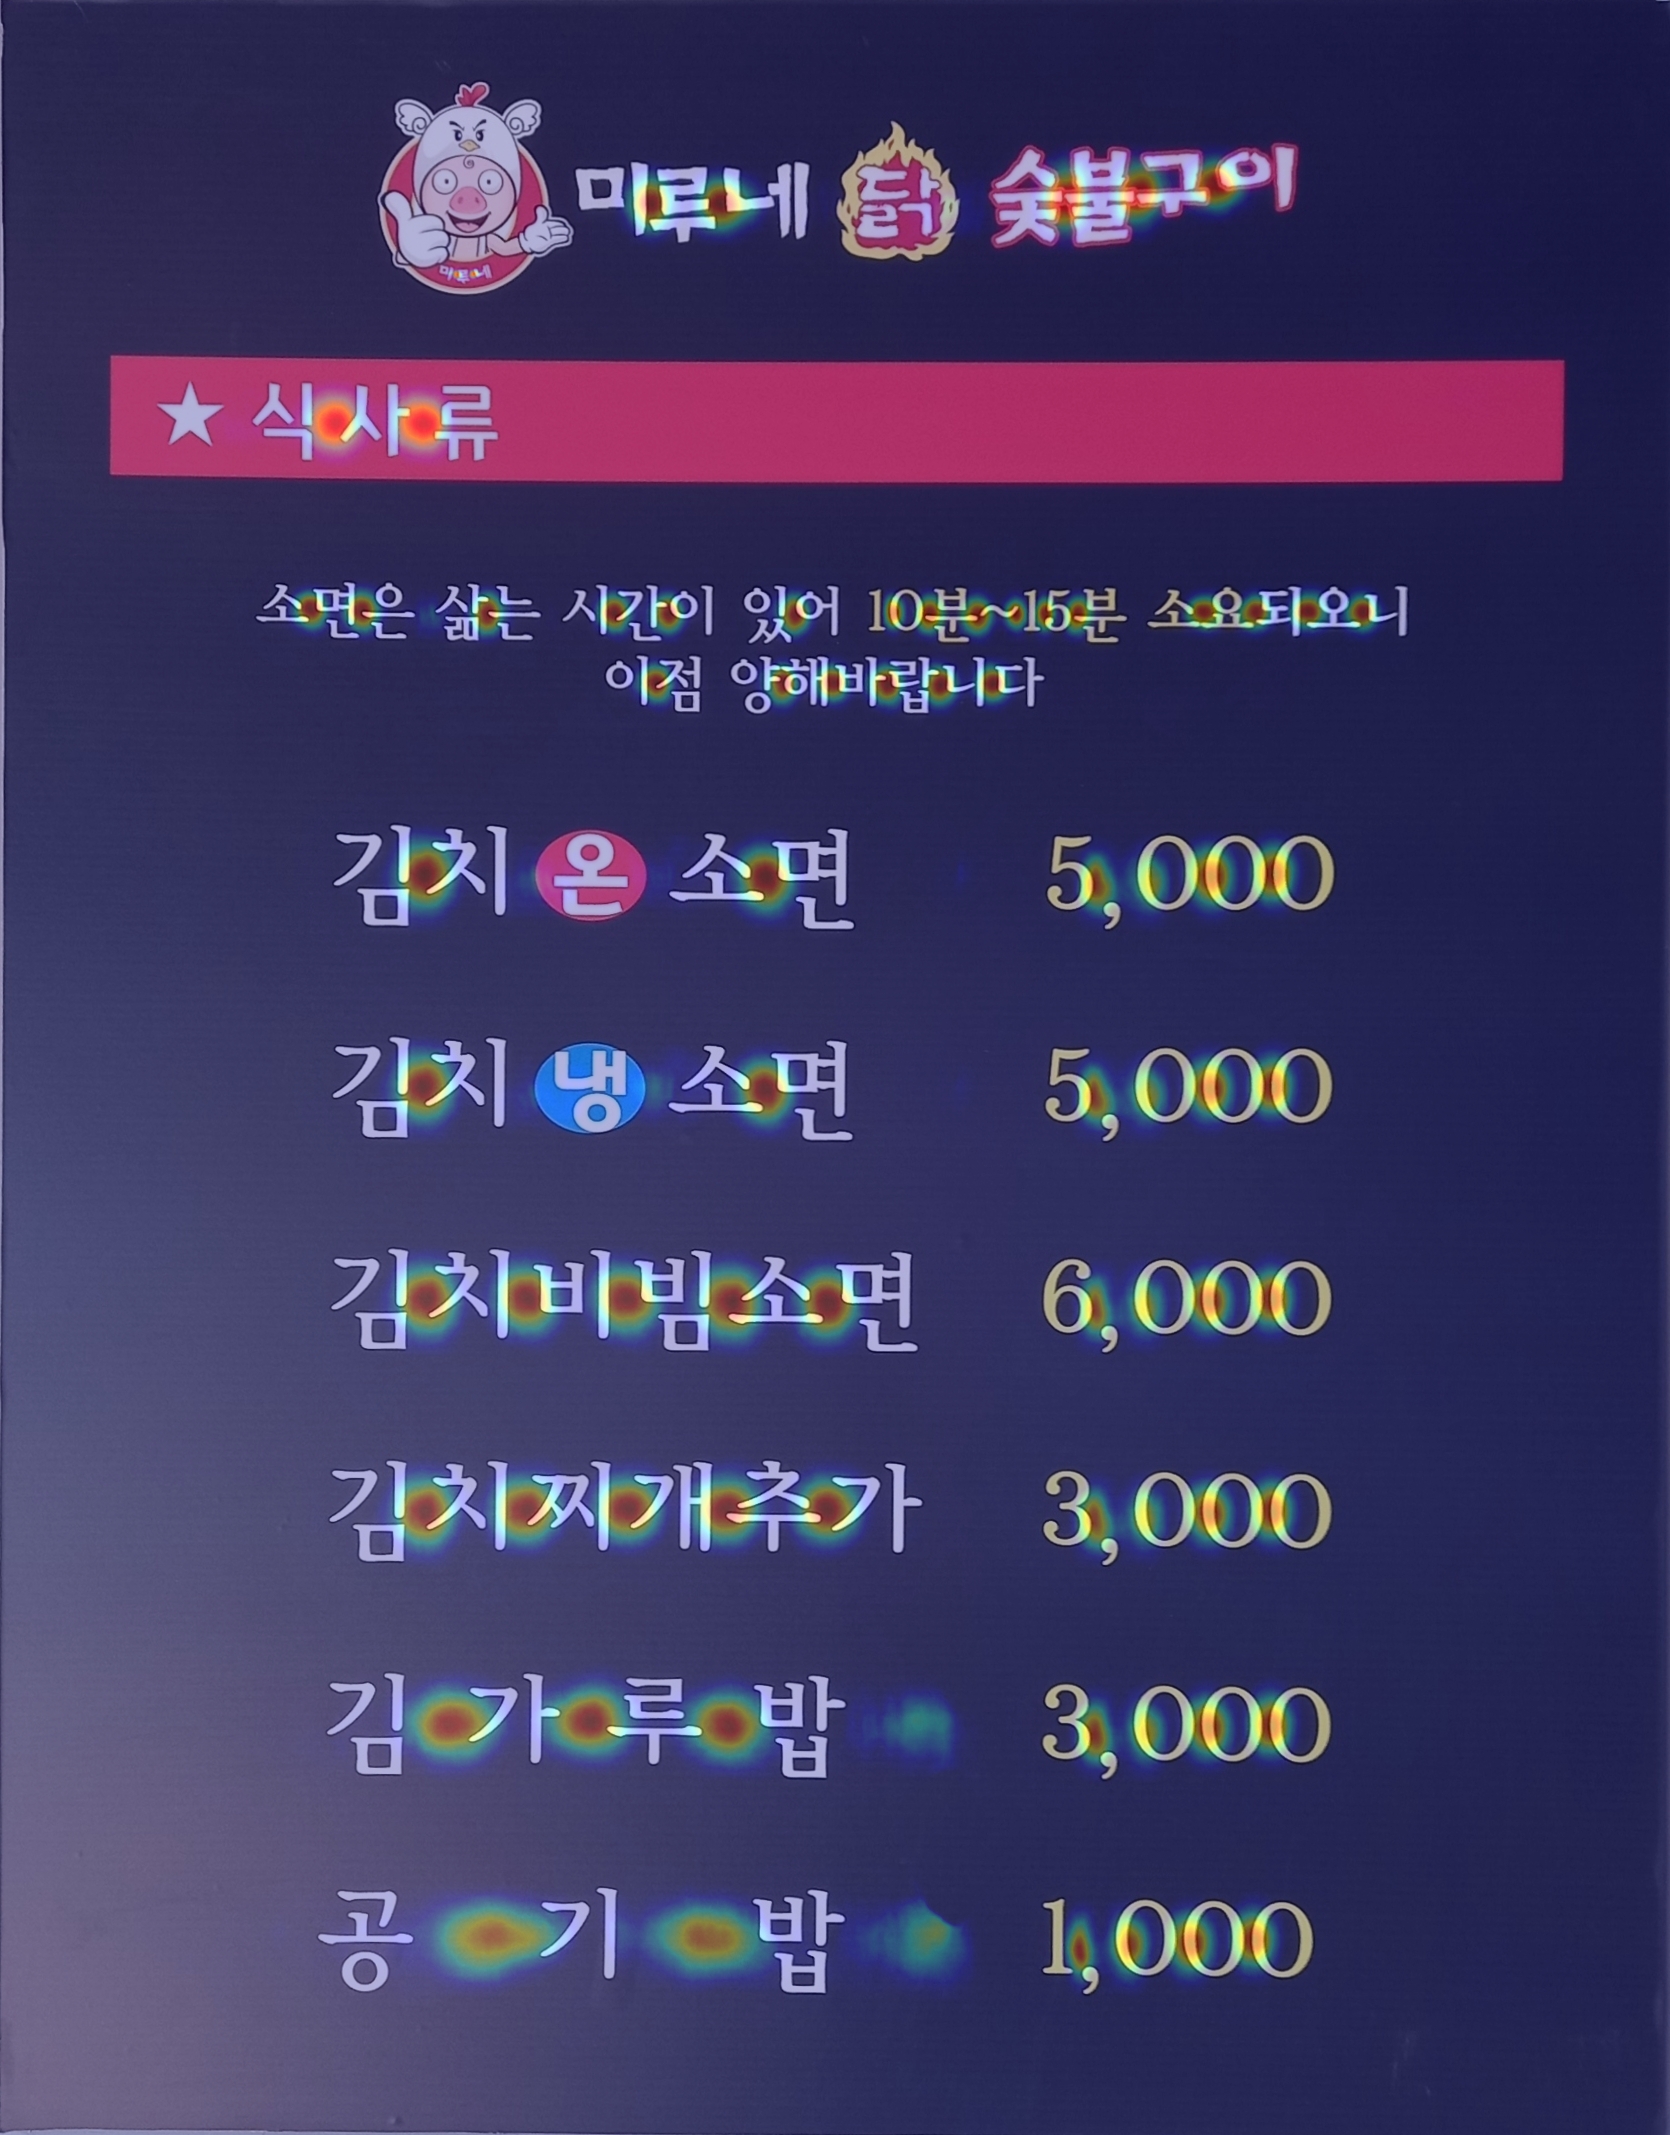 미루네 닭 숯불구이
미루네
★ 식사류
소면은 삶는 시간이 있어 10분~15분 소요되오니
이점 양해바랍니다
김치 온 소면 5,000
김치 냉 소면 5,000
김치비빔소면 6,000
김치찌개추가 3,000
김 가 루 밥 3,000
공 기 밥 1,000